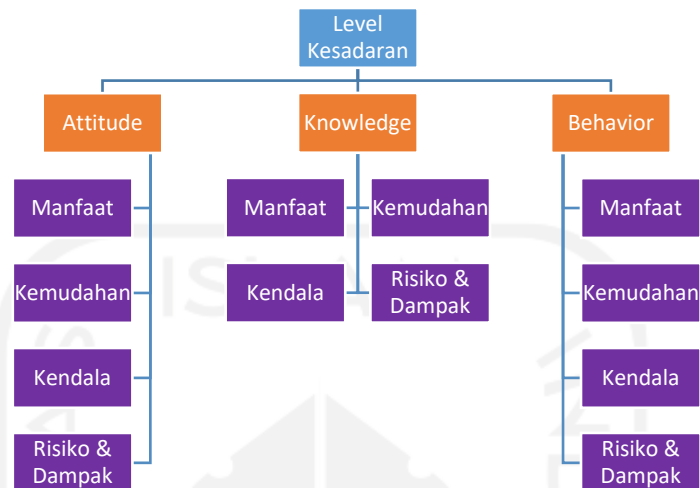 Level
Kesadaran
Attitude
Knowledge
Behavior
Manfaat
Kemudahan
Kendala
Risiko &
Dampak
Manfaat
Kemudahan
Kendala
Risiko &
Dampak
Manfaat
Kemudahan
Kendala
Risiko &
Dampak